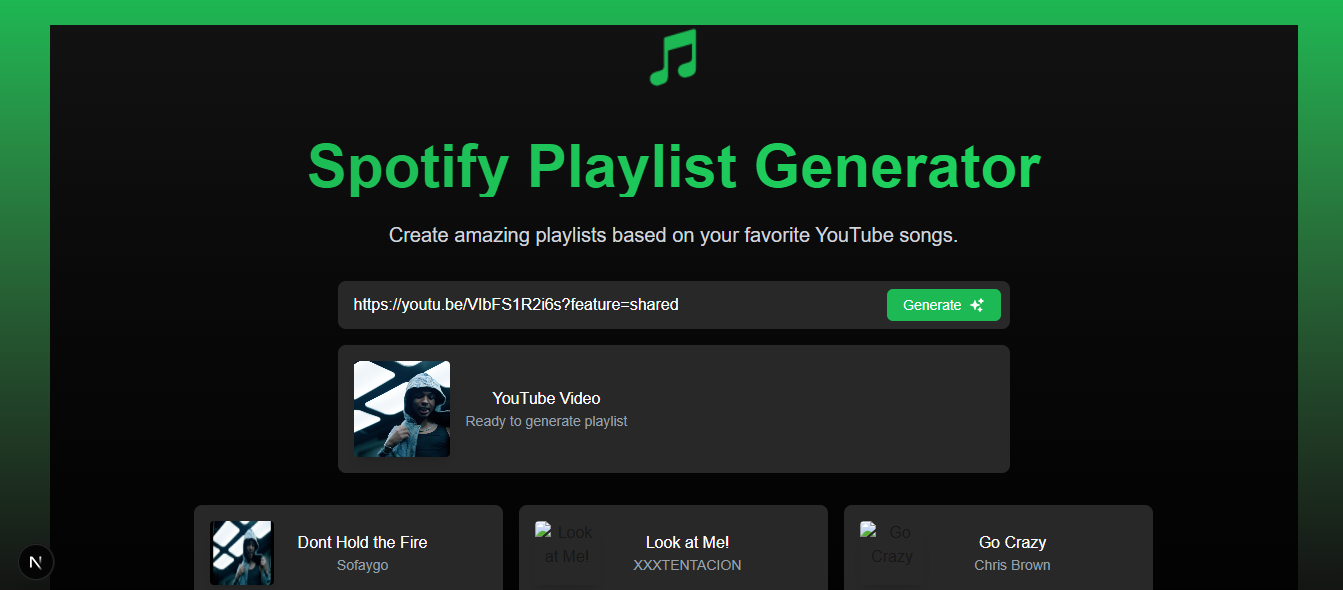 Spotify Playlist Generator
Create amazing playlists based on your favorite YouTube songs.
https://youtu.be/VIbFS1R2i6s?feature=shared
Generate
YouTube Video
Ready to generate playlist
Dont Hold the Fire
Sofaygo
Look
at Me!
Look at Me!
XXXTENTACION
Go
Crazy
Go Crazy
Chris Brown
N